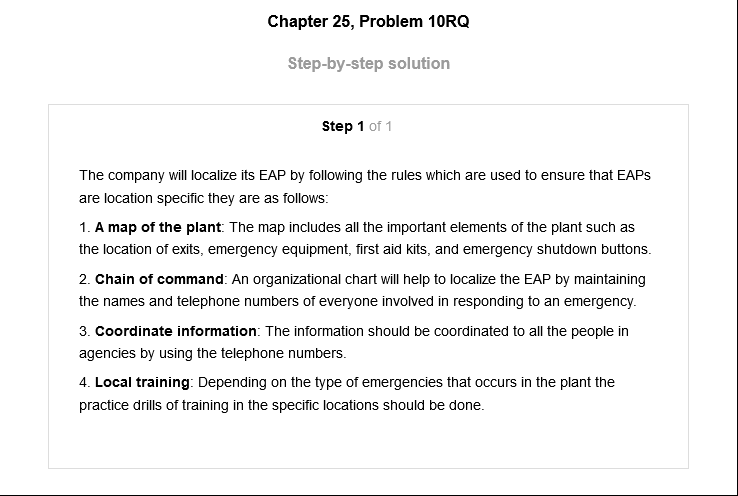 Chapter 25, Problem 10RQ
Step-by-step solution
Step 1 of 1
The company will localize its EAP by following the rules which are used to ensure that EAPs
are location specific they are as follows:
1. A map of the plant: The map includes all the important elements of the plant such as
the location of exits, emergency equipment, first aid kits, and emergency shutdown buttons.
2. Chain of command: An organizational chart will help to localize the EAP by maintaining
the names and telephone numbers of everyone involved in responding to an emergency.
3. Coordinate information: The information should be coordinated to all the people in
agencies by using the telephone numbers.
4. Local training: Depending on the type of emergencies that occurs in the plant the
practice drills of training in the specific locations should be done.